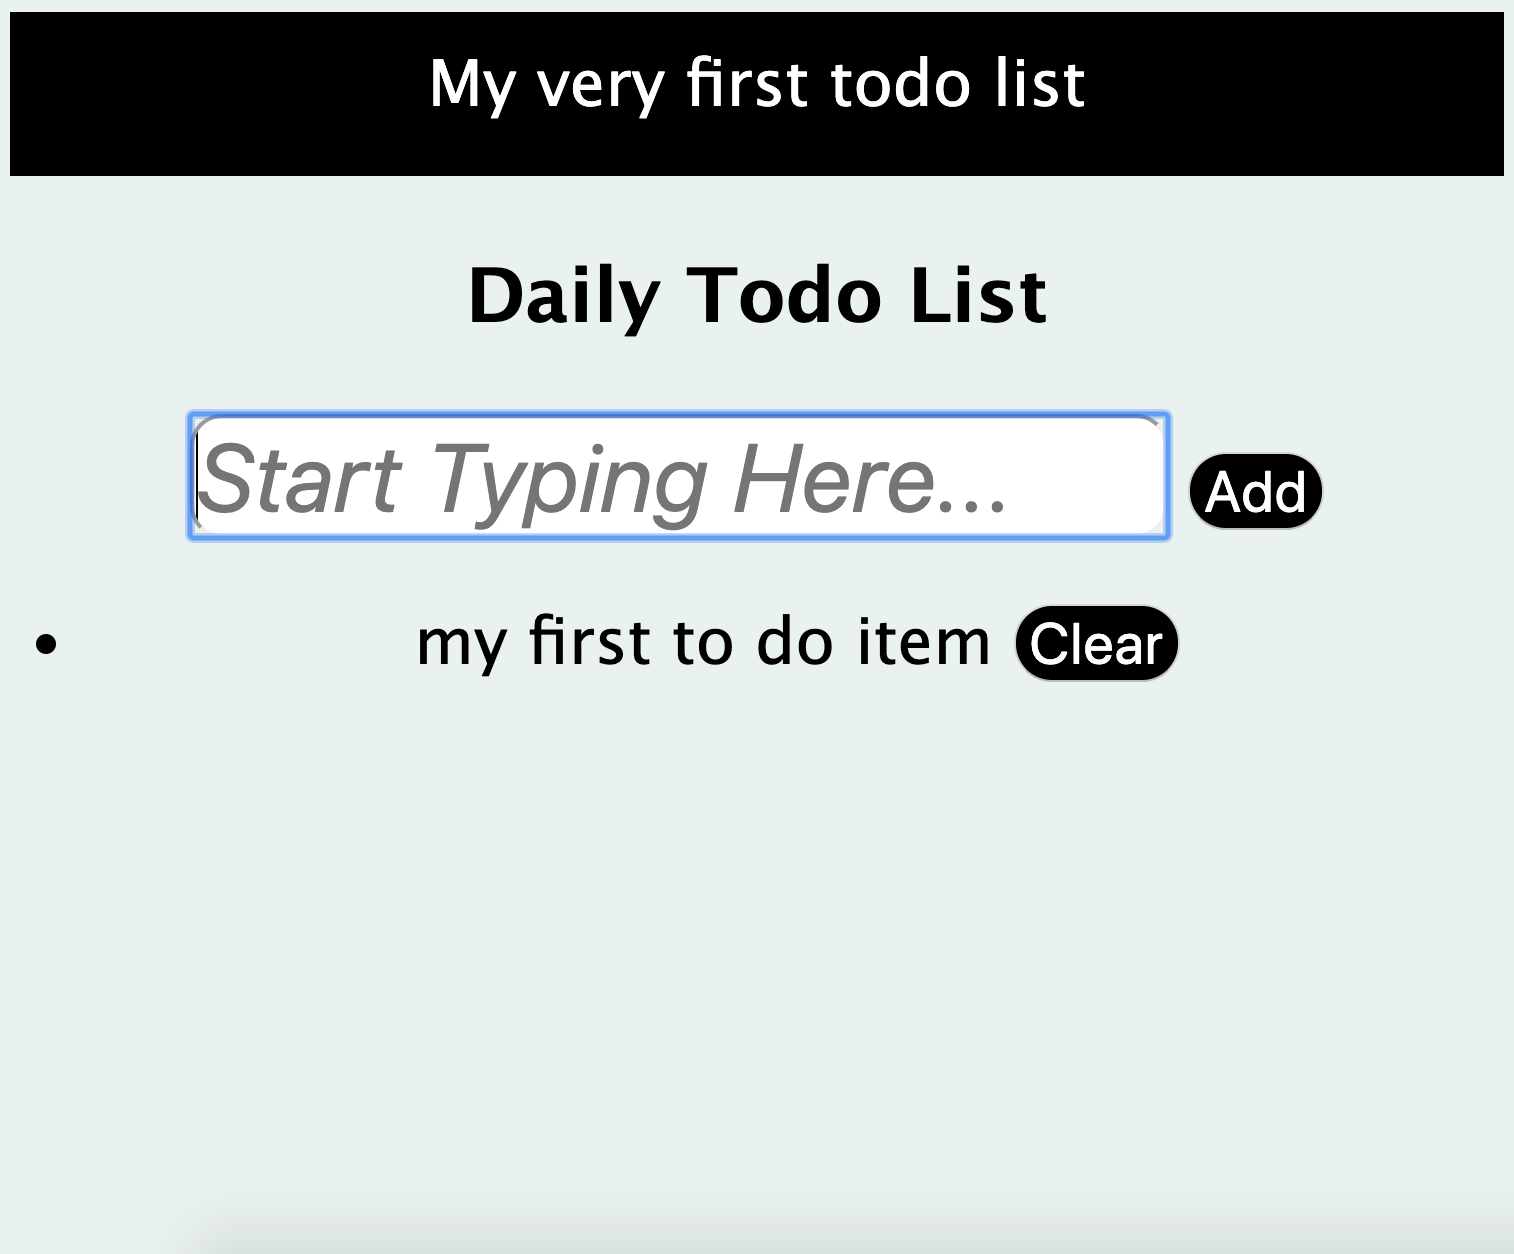 My very first todo list
Daily Todo List
Start Typing Here...
Add
my first to do item
Clear